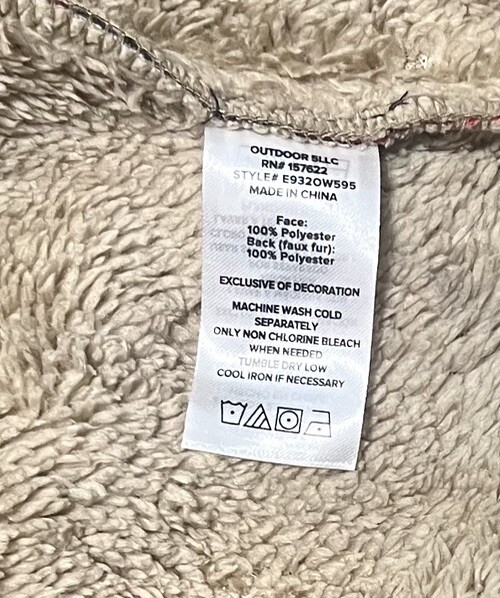 OUTDOOR 5LLC
RN# 157622
STYLE# E932OW595
MADE IN CHINA
Face:
100% Polyester
Back (faux fur):
100% Polyester
EXCLUSIVE OF DECORATION
MACHINE WASH COLD
SEPARATELY
ONLY NON CHLORINE BLEACH
WHEN NEEDED
TUMBLE DRY LOW
COOL IRON IF NECESSARY